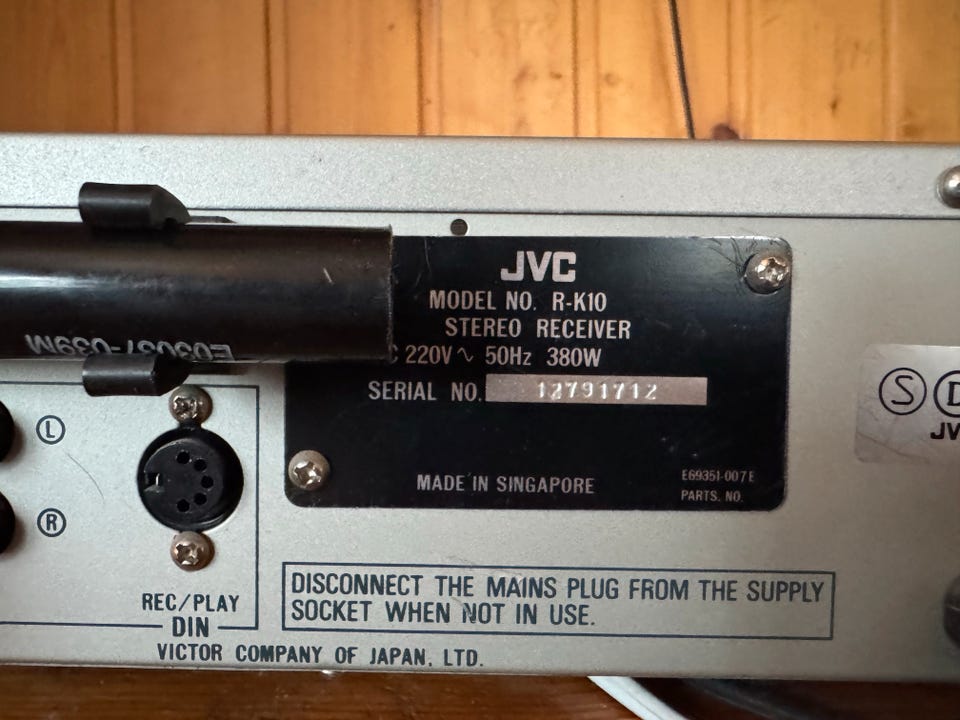 JVC
MODEL NO. R-K10
STEREO RECEIVER
220V~ 50Hz 380W
SERIAL NO. 12791712
MADE IN SINGAPORE
E69351-007E
PARTS. NO.
E03037-039M
L
R
REC/PLAY
DIN
DISCONNECT THE MAINS PLUG FROM THE SUPPLY
SOCKET WHEN NOT IN USE.
VICTOR COMPANY OF JAPAN, LTD.
S D